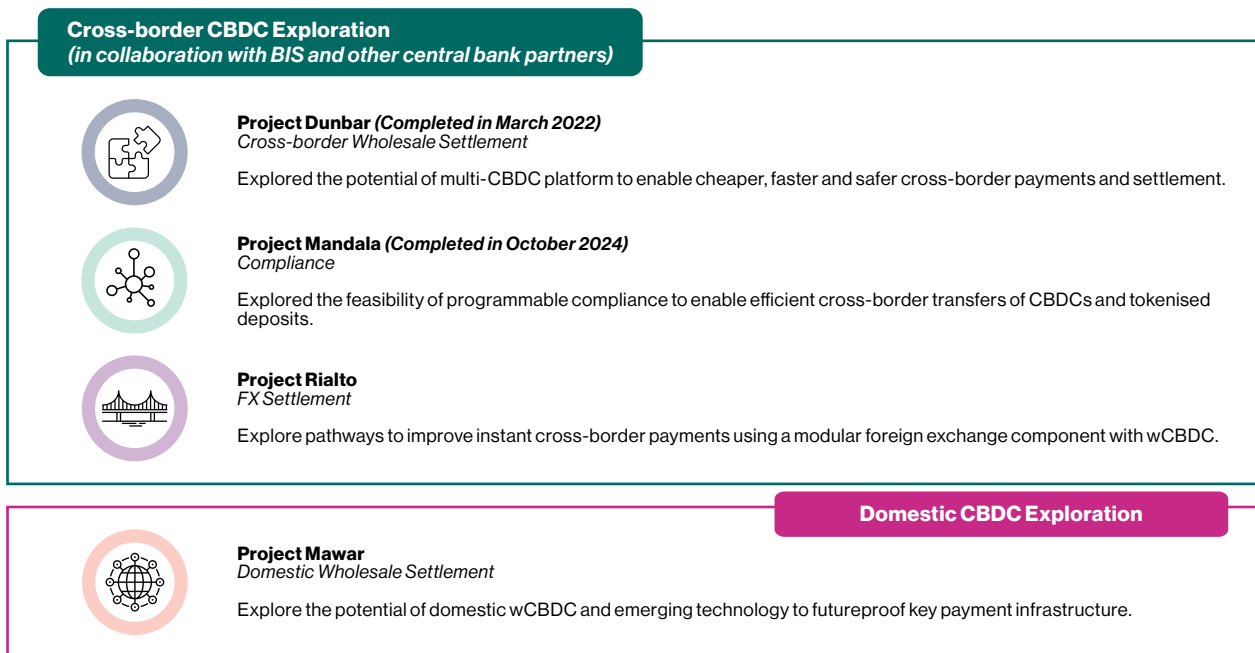 Cross-border CBDC Exploration
(in collaboration with BIS and other central bank partners)
Project Dunbar (Completed in March 2022)
Cross-border Wholesale Settlement
Explored the potential of multi-CBDC platform to enable cheaper, faster and safer cross-border payments and settlement.
Project Mandala (Completed in October 2024)
Compliance
Explored the feasibility of programmable compliance to enable efficient cross-border transfers of CBDCs and tokenised
deposits.
Project Rialto
FX Settlement
Explore pathways to improve instant cross-border payments using a modular foreign exchange component with wCBDC.
Domestic CBDC Exploration
Project Mawar
Domestic Wholesale Settlement
Explore the potential of domestic wCBDC and emerging technology to futureproof key payment infrastructure.